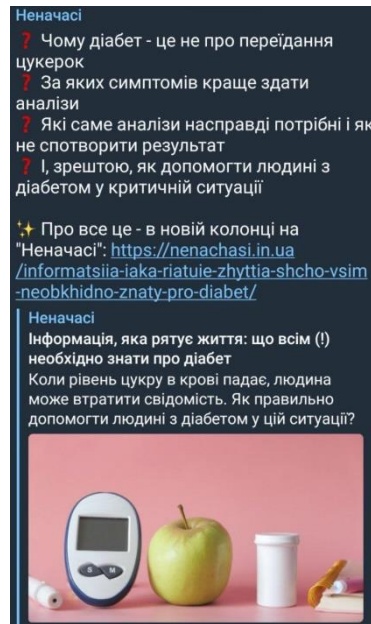 Неначасі
❓ Чому діабет - це не про переїдання
цукерок
❓ За яких симптомів краще здати
аналізи
❓ Які саме аналізи насправді потрібні і як
не спотворити результат
❓ І, зрештою, як допомогти людині з
діабетом у критичній ситуації
✨ Про все це - в новій колонці на
"Неначасі": https://nenachasi.in.ua
/informatsiia-iaka-riatuie-zhyttia-shcho-vsim
-neobkhidno-znaty-pro-diabet/
Неначасі
Інформація, яка рятує життя: що всім (!)
необхідно знати про діабет
Коли рівень цукру в крові падає, людина
може втратити свідомість. Як правильно
допомогти людині з діабетом у цій ситуації?
S M